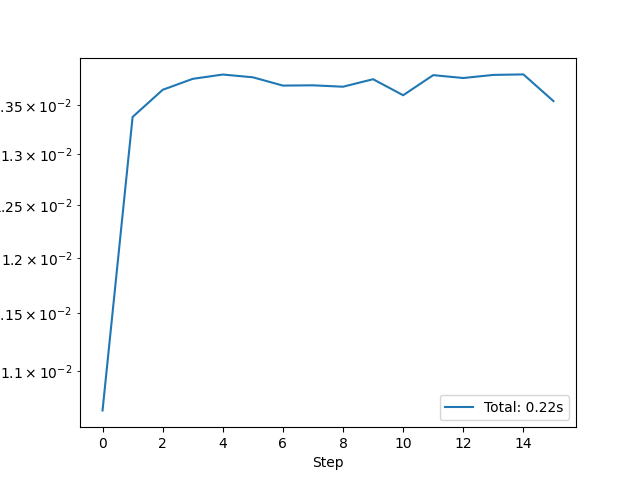 .35 × 10⁻²
1.3 × 10⁻²
.25 × 10⁻²
1.2 × 10⁻²
.15 × 10⁻²
1.1 × 10⁻²
Total: 0.22s
0 2 4 6 8 10 12 14
Step